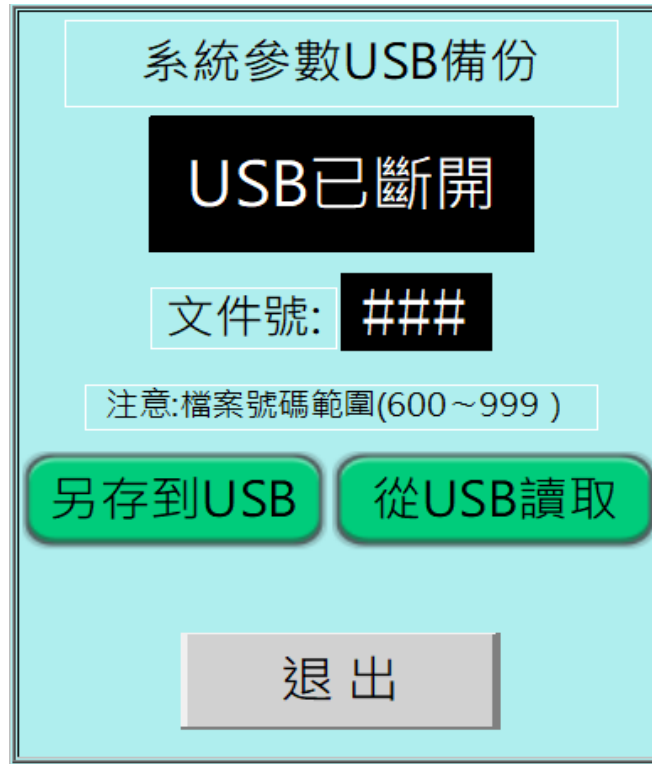 系統參數USB備份
USB已斷開
文件號: ###
注意:檔案號碼範圍(600～999 )
另存到USB 從USB讀取
退 出